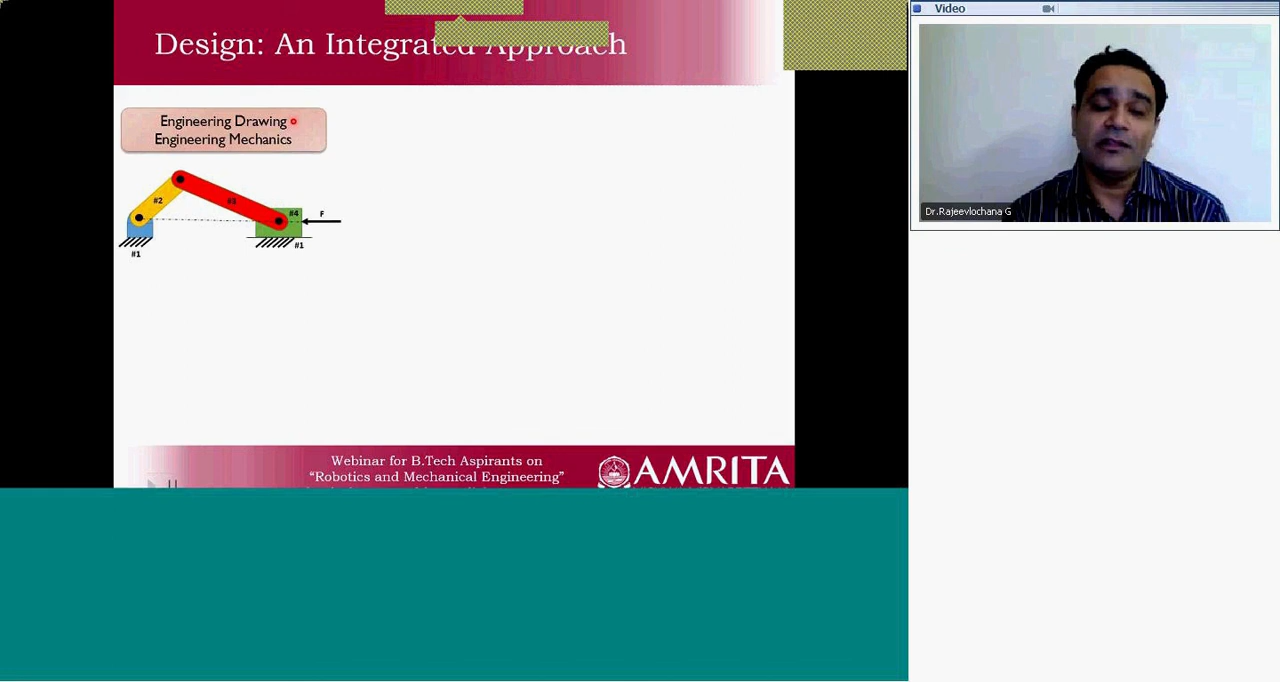 Video
Design: An Integrated Approach
Engineering Drawing
Engineering Mechanics
#2
#3
#4
F
#1
#1
Dr.Rajeevlochana G
Webinar for B.Tech Aspirants on
“Robotics and Mechanical Engineering”
AMRITA